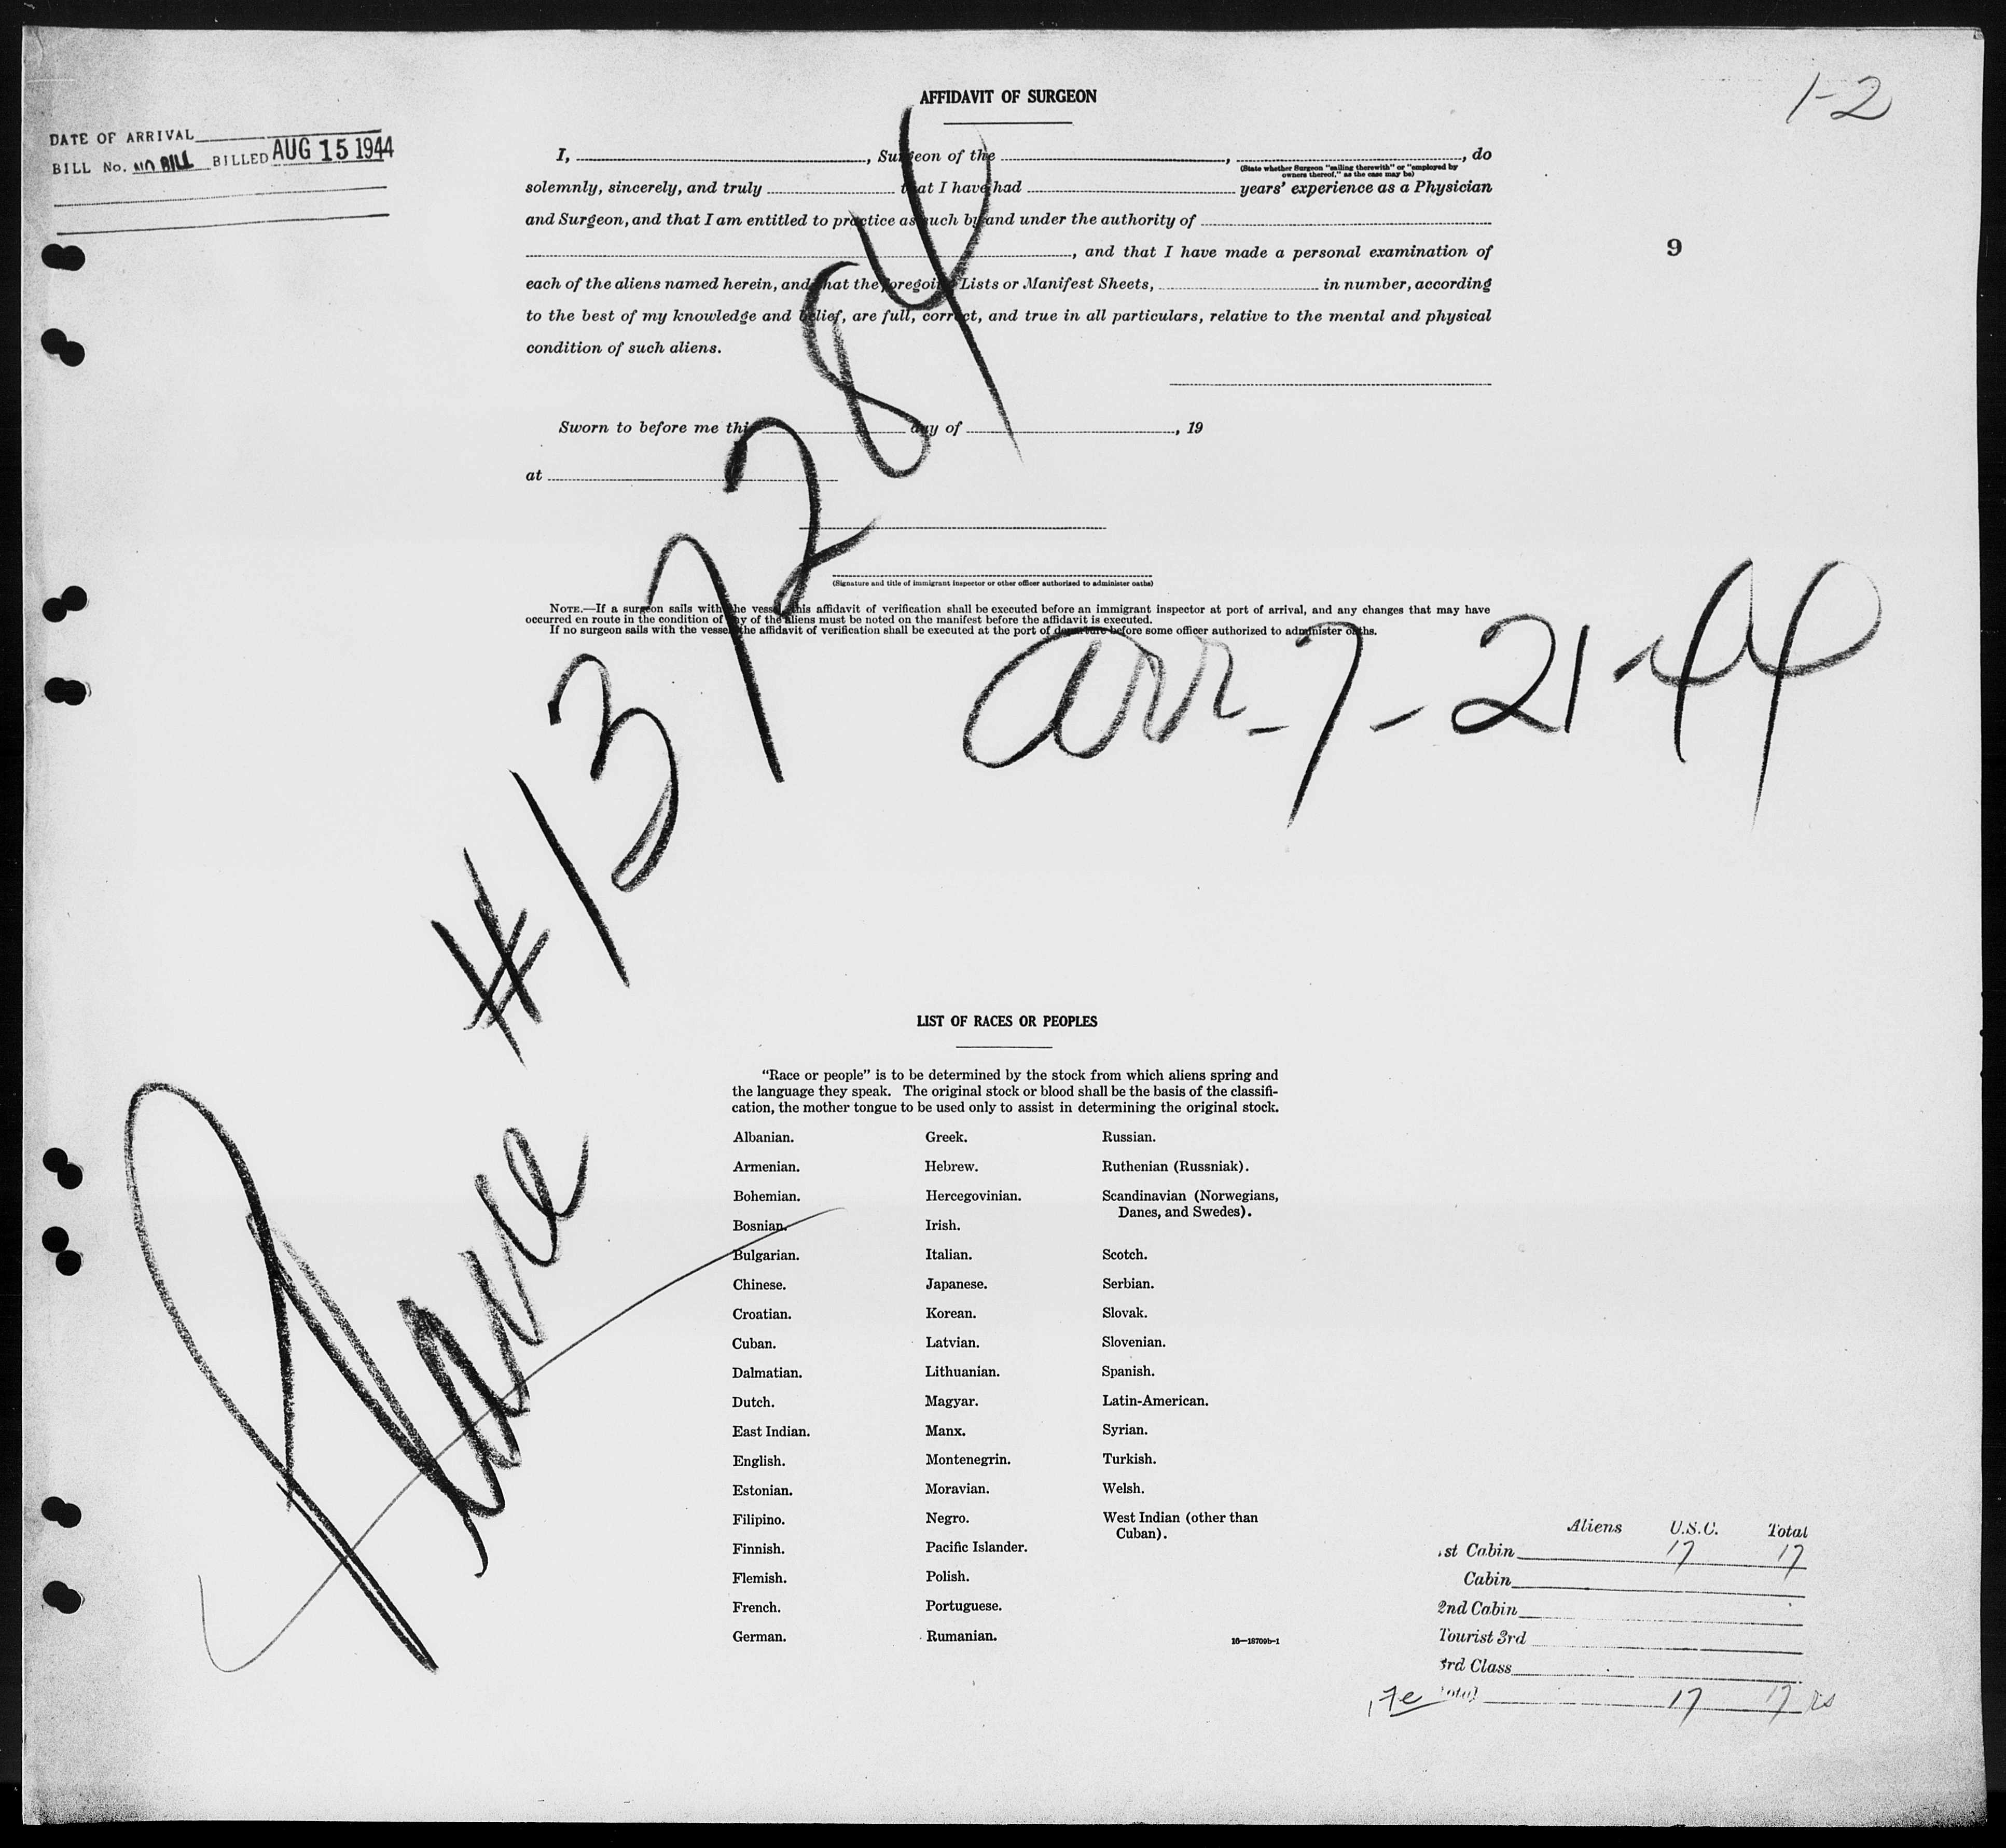 1-2
DATE OF ARRIVAL
BILL No. NO BILL BILLED AUG 15 1944
AFFIDAVIT OF SURGEON
I, , Surgeon of the , , do
(State whether Surgeon "sailing therewith" or "employed by
owners thereof," as the case may be)
solemnly, sincerely, and truly that I have had years' experience as a Physician
and Surgeon, and that I am entitled to practice as such by and under the authority of
, and that I have made a personal examination of
9
each of the aliens named herein, and that the foregoing Lists or Manifest Sheets, in number, according
to the best of my knowledge and belief, are full, correct, and true in all particulars, relative to the mental and physical
condition of such aliens.
Sworn to before me this day of , 19
at
(Signature and title of immigrant inspector or other officer authorized to administer oaths)
NOTE.—If a surgeon sails with the vessel, this affidavit of verification shall be executed before an immigrant inspector at port of arrival, and any changes that may have
occurred en route in the condition of any of the aliens must be noted on the manifest before the affidavit is executed.
If no surgeon sails with the vessel, the affidavit of verification shall be executed at the port of departure before some officer authorized to administer oaths.
Plane #137284
arr-7-21-44
LIST OF RACES OR PEOPLES
"Race or people" is to be determined by the stock from which aliens spring and
the language they speak. The original stock or blood shall be the basis of the classifi-
cation, the mother tongue to be used only to assist in determining the original stock.
Albanian.
Armenian.
Bohemian.
Bosnian.
Bulgarian.
Chinese.
Croatian.
Cuban.
Dalmatian.
Dutch.
East Indian.
English.
Estonian.
Filipino.
Finnish.
Flemish.
French.
German.
Greek.
Hebrew.
Hercegovinian.
Irish.
Italian.
Japanese.
Korean.
Latvian.
Lithuanian.
Magyar.
Manx.
Montenegrin.
Moravian.
Negro.
Pacific Islander.
Polish.
Portuguese.
Rumanian.
Russian.
Ruthenian (Russniak).
Scandinavian (Norwegians,
Danes, and Swedes).
Scotch.
Serbian.
Slovak.
Slovenian.
Spanish.
Latin-American.
Syrian.
Turkish.
Welsh.
West Indian (other than
Cuban).
16—18709b-1
Aliens U.S.C. Total
st Cabin 17 17
Cabin
2nd Cabin
Tourist 3rd
3rd Class
Total 17 17